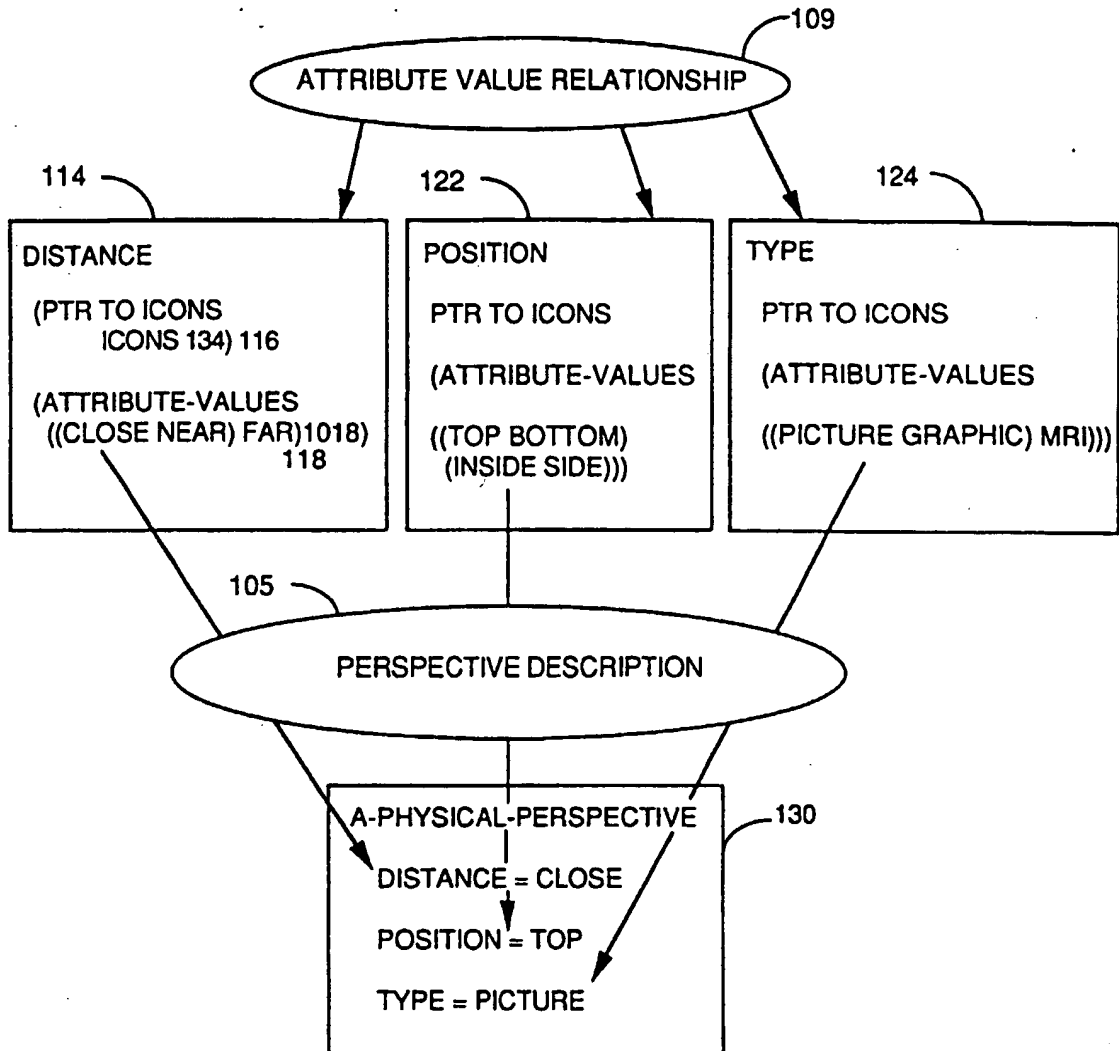 109
ATTRIBUTE VALUE RELATIONSHIP
114
122
124
DISTANCE
(PTR TO ICONS
ICONS 134) 116
(ATTRIBUTE-VALUES
((CLOSE NEAR) FAR)1018)
118
POSITION
PTR TO ICONS
(ATTRIBUTE-VALUES
((TOP BOTTOM)
(INSIDE SIDE)))
TYPE
PTR TO ICONS
(ATTRIBUTE-VALUES
((PICTURE GRAPHIC) MRI)))
105
PERSPECTIVE DESCRIPTION
A-PHYSICAL-PERSPECTIVE
130
DISTANCE = CLOSE
POSITION = TOP
TYPE = PICTURE